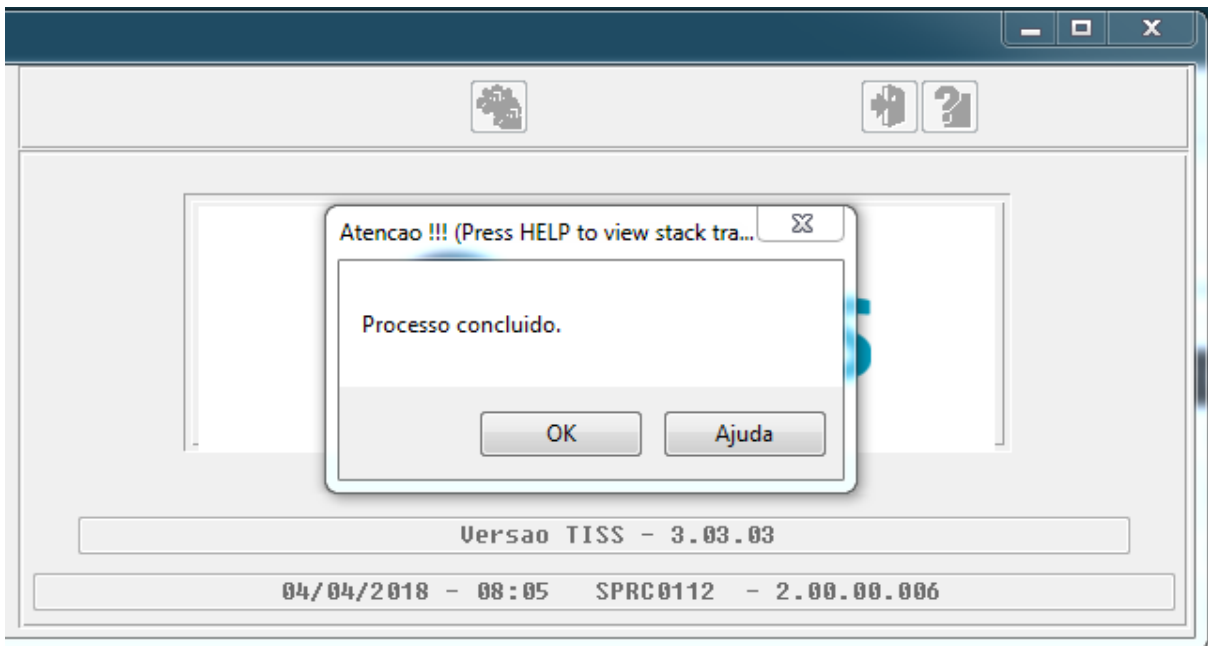 Atencao !!! (Press HELP to view stack tra...
Processo concluido.
OK Ajuda
Versao TISS - 3.03.03
04/04/2018 - 08:05 SPRC0112 - 2.00.00.006